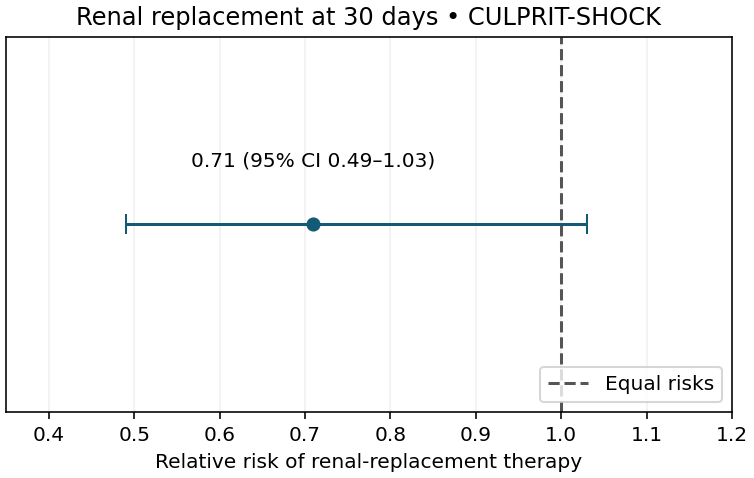 Renal replacement at 30 days • CULPRIT-SHOCK
0.71 (95% CI 0.49–1.03)
Equal risks
0.4 0.5 0.6 0.7 0.8 0.9 1.0 1.1 1.2
Relative risk of renal-replacement therapy